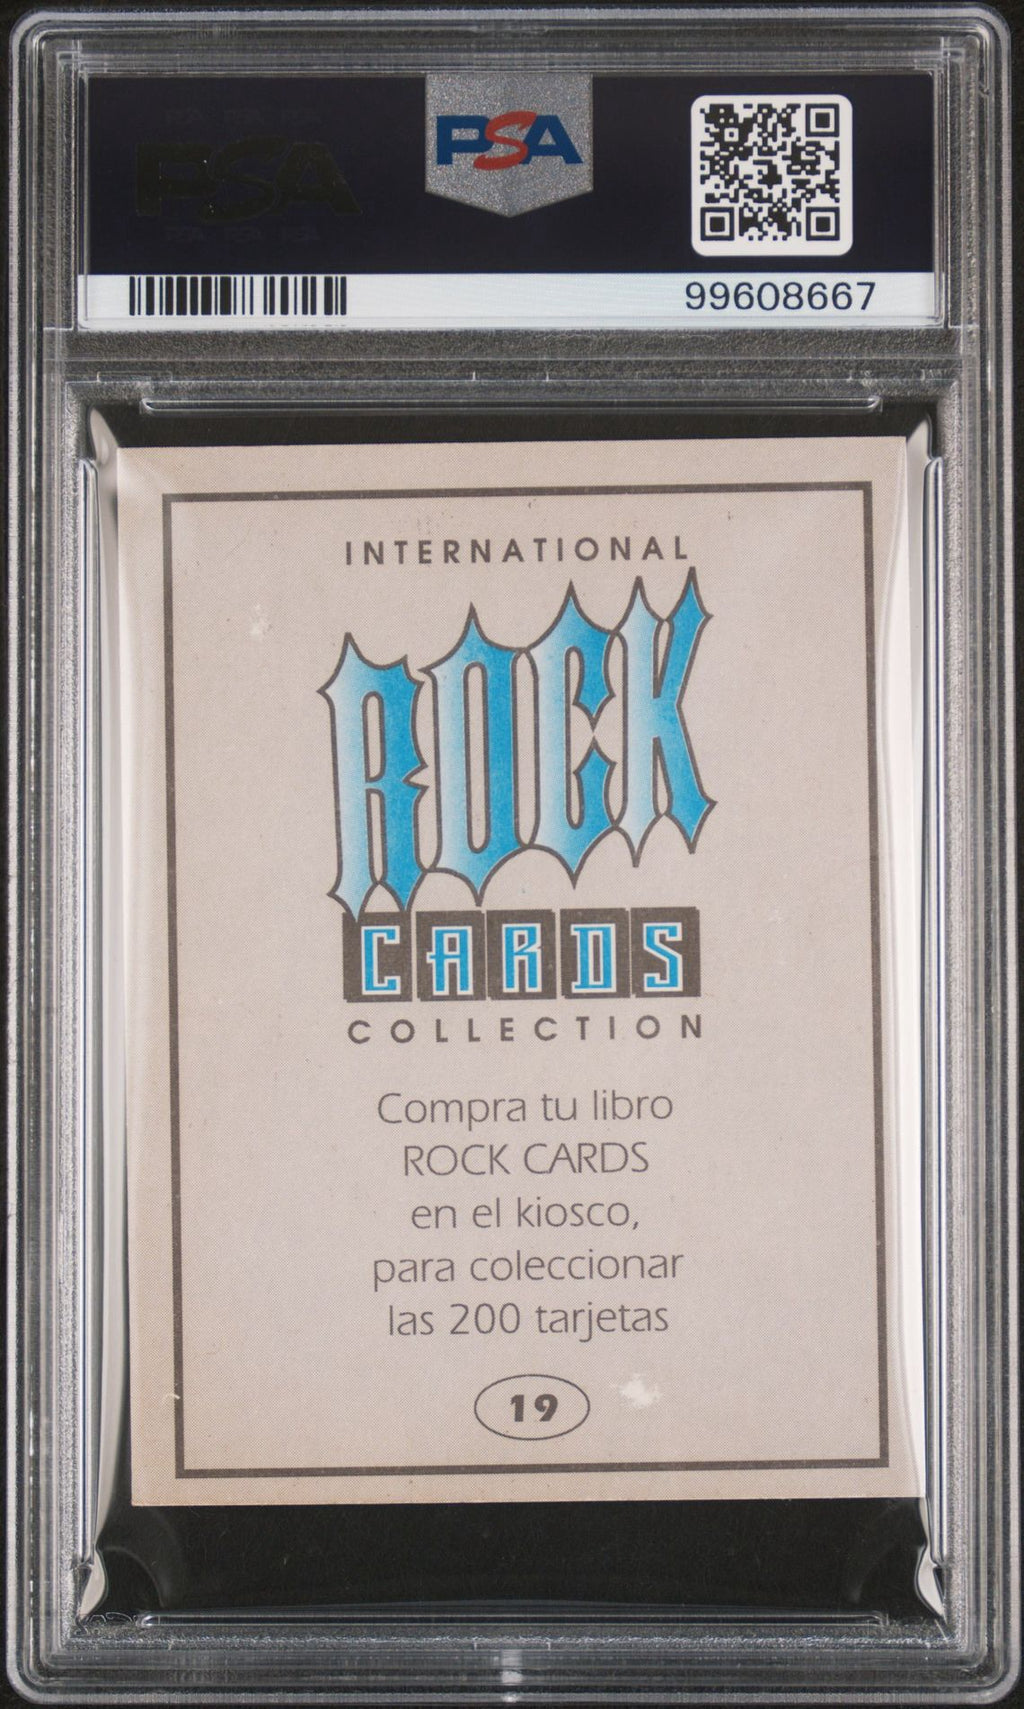 PSA
PSA
99608667
INTERNATIONAL
ROCK
CARDS
COLLECTION
Compra tu libro
ROCK CARDS
en el kiosco,
para coleccionar
las 200 tarjetas
19